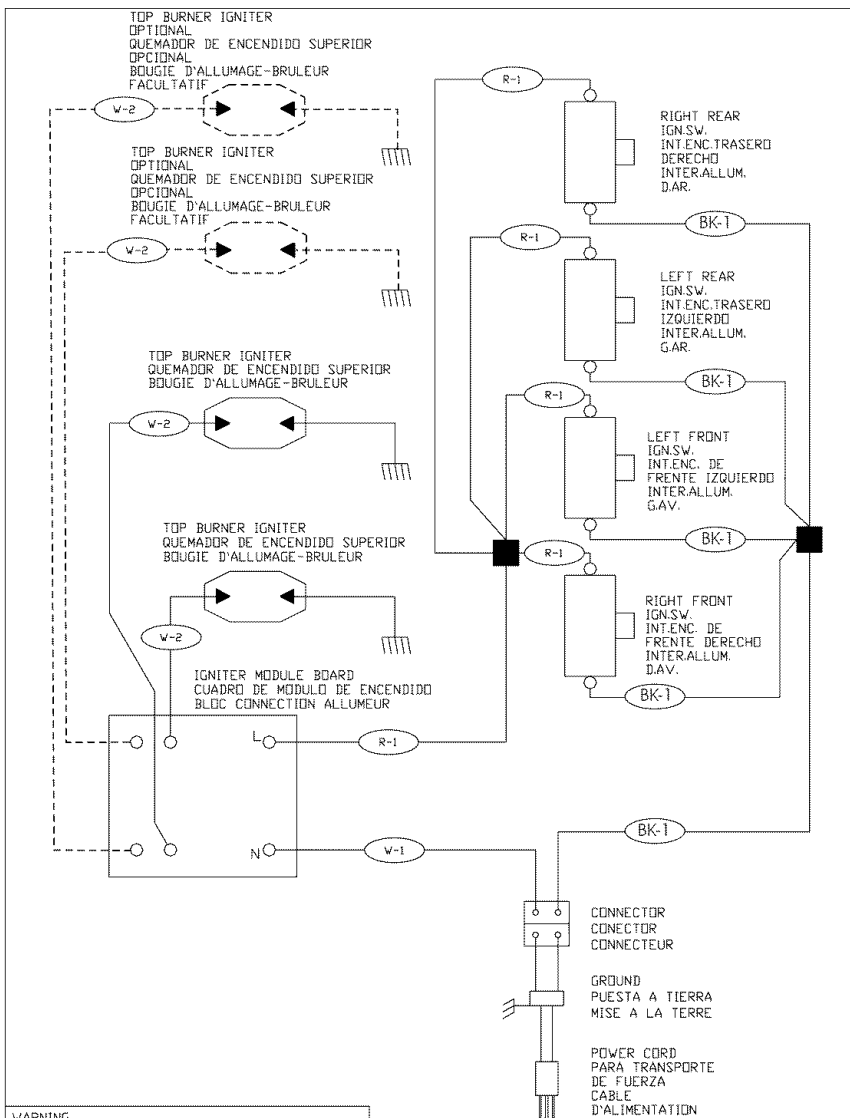 TOP BURNER IGNITER
OPTIONAL
QUEMADOR DE ENCENDIDO SUPERIOR
OPCIONAL
BOUGIE D'ALLUMAGE-BRULEUR
FACULTATIF
W-2
TOP BURNER IGNITER
OPTIONAL
QUEMADOR DE ENCENDIDO SUPERIOR
OPCIONAL
BOUGIE D'ALLUMAGE-BRULEUR
FACULTATIF
W-2
TOP BURNER IGNITER
QUEMADOR DE ENCENDIDO SUPERIOR
BOUGIE D'ALLUMAGE-BRULEUR
W-2
TOP BURNER IGNITER
QUEMADOR DE ENCENDIDO SUPERIOR
BOUGIE D'ALLUMAGE-BRULEUR
W-2
IGNITER MODULE BOARD
CUADRO DE MODULO DE ENCENDIDO
BLOC CONNECTION ALLUMEUR
L
R-1
N
W-1
R-1
RIGHT REAR
IGN.SW.
INT.ENC.TRASERO
DERECHO
INTER.ALLUM.
D.AR.
BK-1
R-1
LEFT REAR
IGN.SW.
INT.ENC.TRASERO
IZQUIERDO
INTER.ALLUM.
G.AR.
BK-1
R-1
LEFT FRONT
IGN.SW.
INT.ENC. DE
FRENTE IZQUIERDO
INTER.ALLUM.
G.AV.
BK-1
R-1
RIGHT FRONT
IGN.SW.
INT.ENC. DE
FRENTE DERECHO
INTER.ALLUM.
D.AV.
BK-1
BK-1
CONNECTOR
CONECTOR
CONNECTEUR
GROUND
PUESTA A TIERRA
MISE A LA TERRE
POWER CORD
PARA TRANSPORTE
DE FUERZA
CABLE
D'ALIMENTATION
WARNING